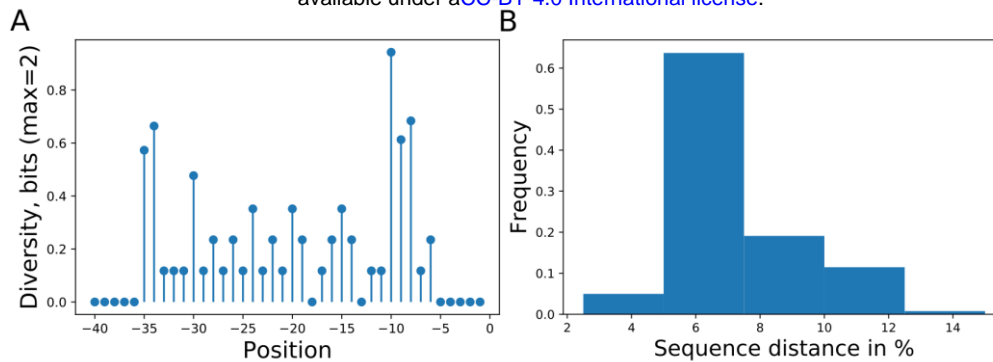 available under aCC-BY 4.0 International license.
A
B
Diversity, bits (max=2)
0.8
0.6
0.4
0.2
0.0
−40 −35 −30 −25 −20 −15 −10 −5 0
Position
Frequency
0.6
0.5
0.4
0.3
0.2
0.1
0.0
2 4 6 8 10 12 14
Sequence distance in %